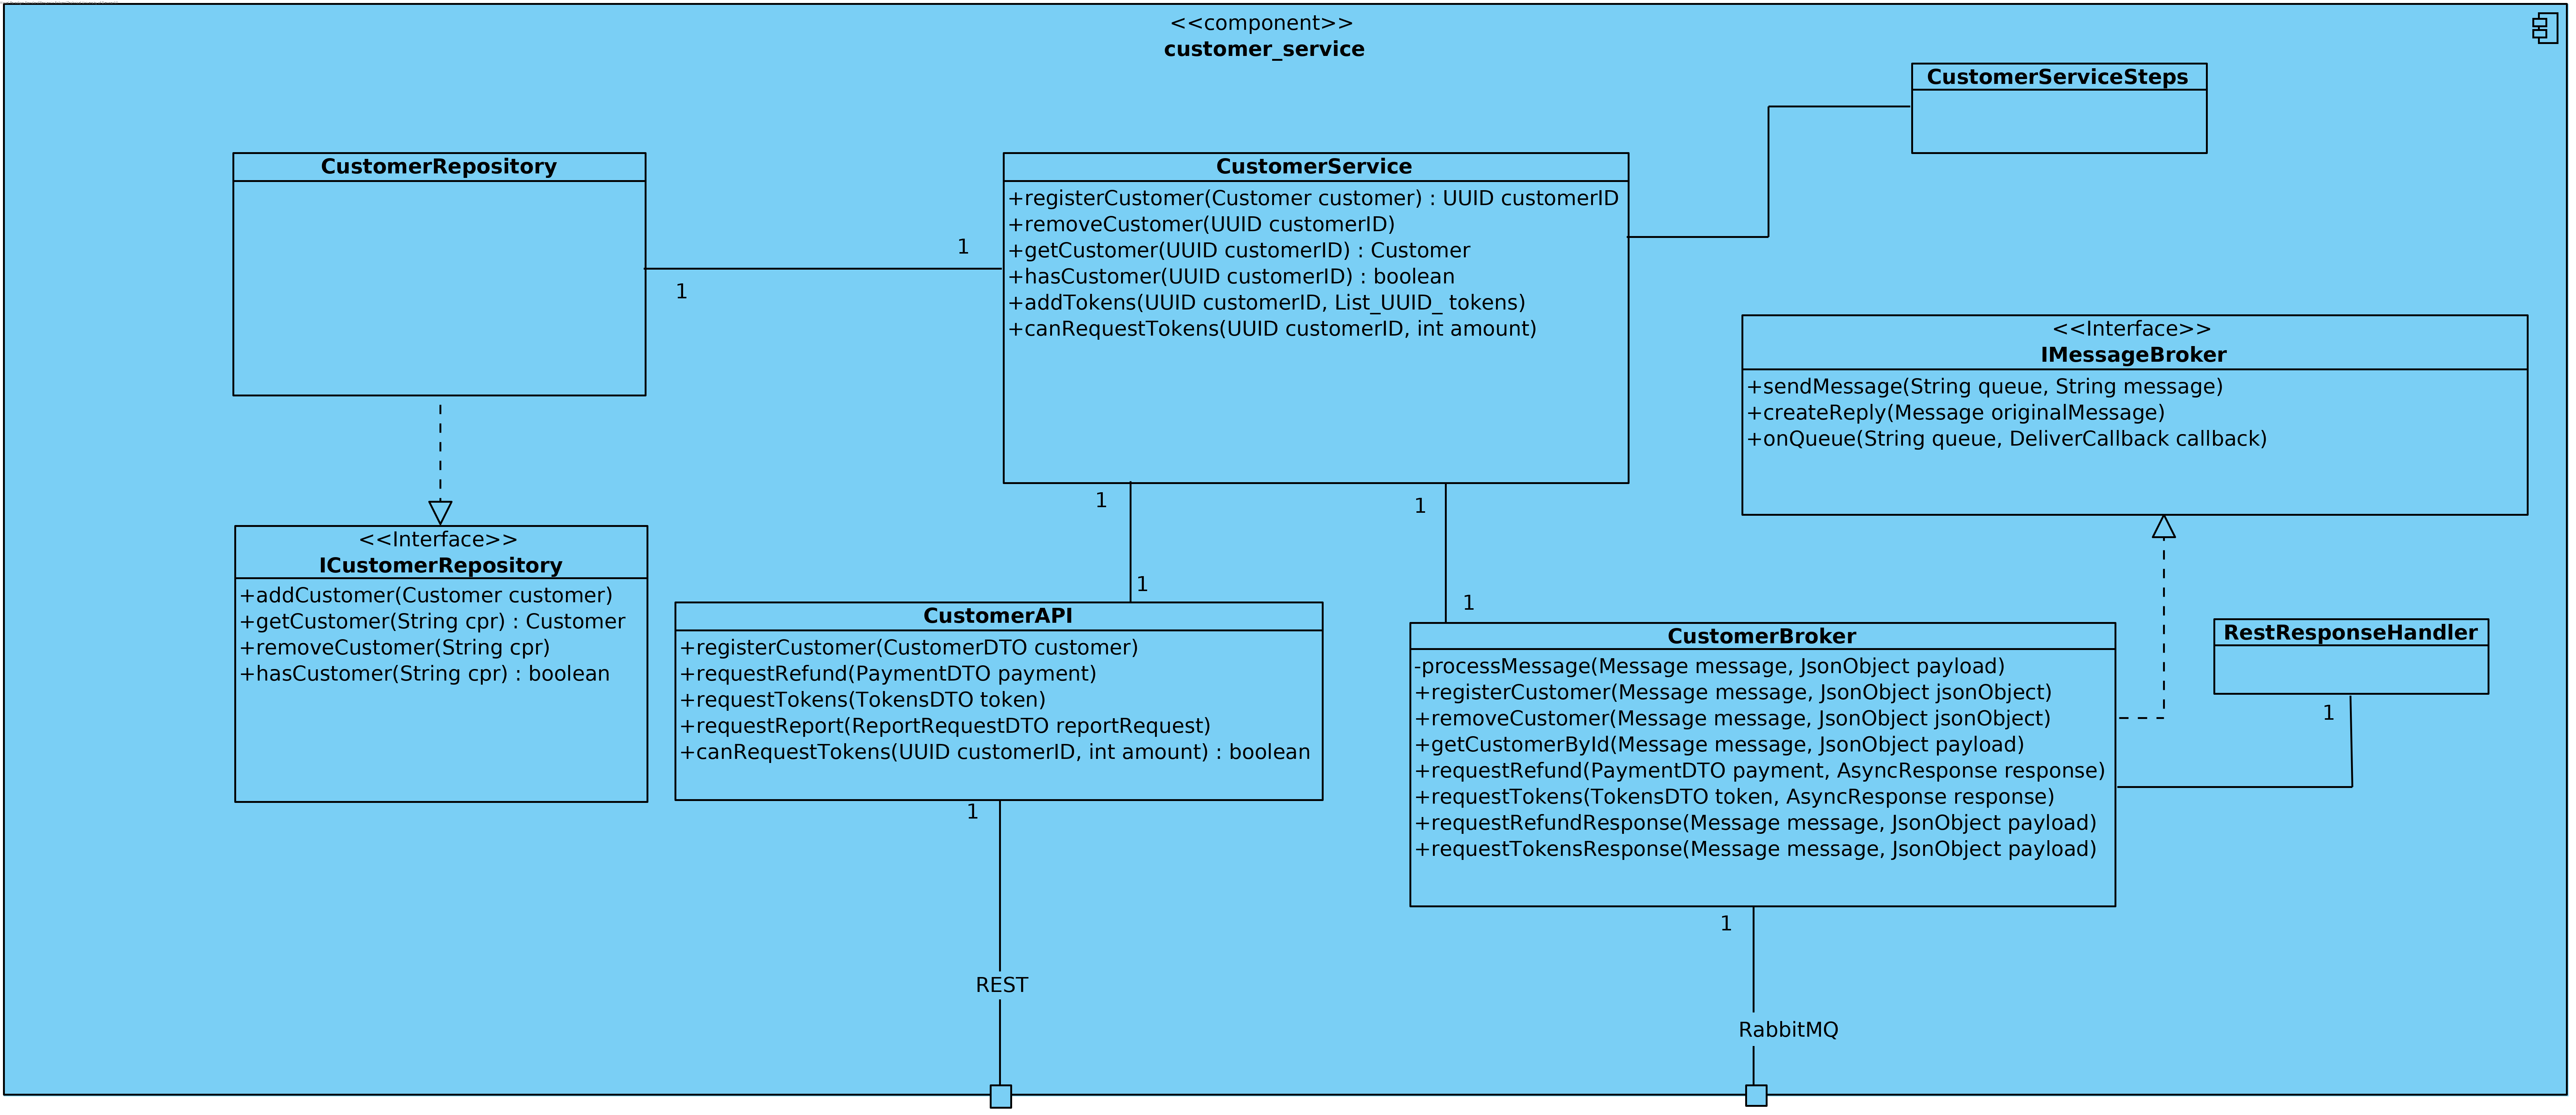 <<component>>
customer_service
CustomerServiceSteps
CustomerRepository
CustomerService
+registerCustomer(Customer customer) : UUID customerID
+removeCustomer(UUID customerID)
+getCustomer(UUID customerID) : Customer
+hasCustomer(UUID customerID) : boolean
+addTokens(UUID customerID, List_UUID_ tokens)
+canRequestTokens(UUID customerID, int amount)
1
1
<<Interface>>
IMessageBroker
+sendMessage(String queue, String message)
+createReply(Message originalMessage)
+onQueue(String queue, DeliverCallback callback)
1
1
<<Interface>>
ICustomerRepository
+addCustomer(Customer customer)
+getCustomer(String cpr) : Customer
+removeCustomer(String cpr)
+hasCustomer(String cpr) : boolean
1
1
CustomerAPI
+registerCustomer(CustomerDTO customer)
+requestRefund(PaymentDTO payment)
+requestTokens(TokensDTO token)
+requestReport(ReportRequestDTO reportRequest)
+canRequestTokens(UUID customerID, int amount) : boolean
1
CustomerBroker
-processMessage(Message message, JsonObject payload)
+registerCustomer(Message message, JsonObject jsonObject)
+removeCustomer(Message message, JsonObject jsonObject)
+getCustomerById(Message message, JsonObject payload)
+requestRefund(PaymentDTO payment, AsyncResponse response)
+requestTokens(TokensDTO token, AsyncResponse response)
+requestRefundResponse(Message message, JsonObject payload)
+requestTokensResponse(Message message, JsonObject payload)
RestResponseHandler
1
1
REST
RabbitMQ